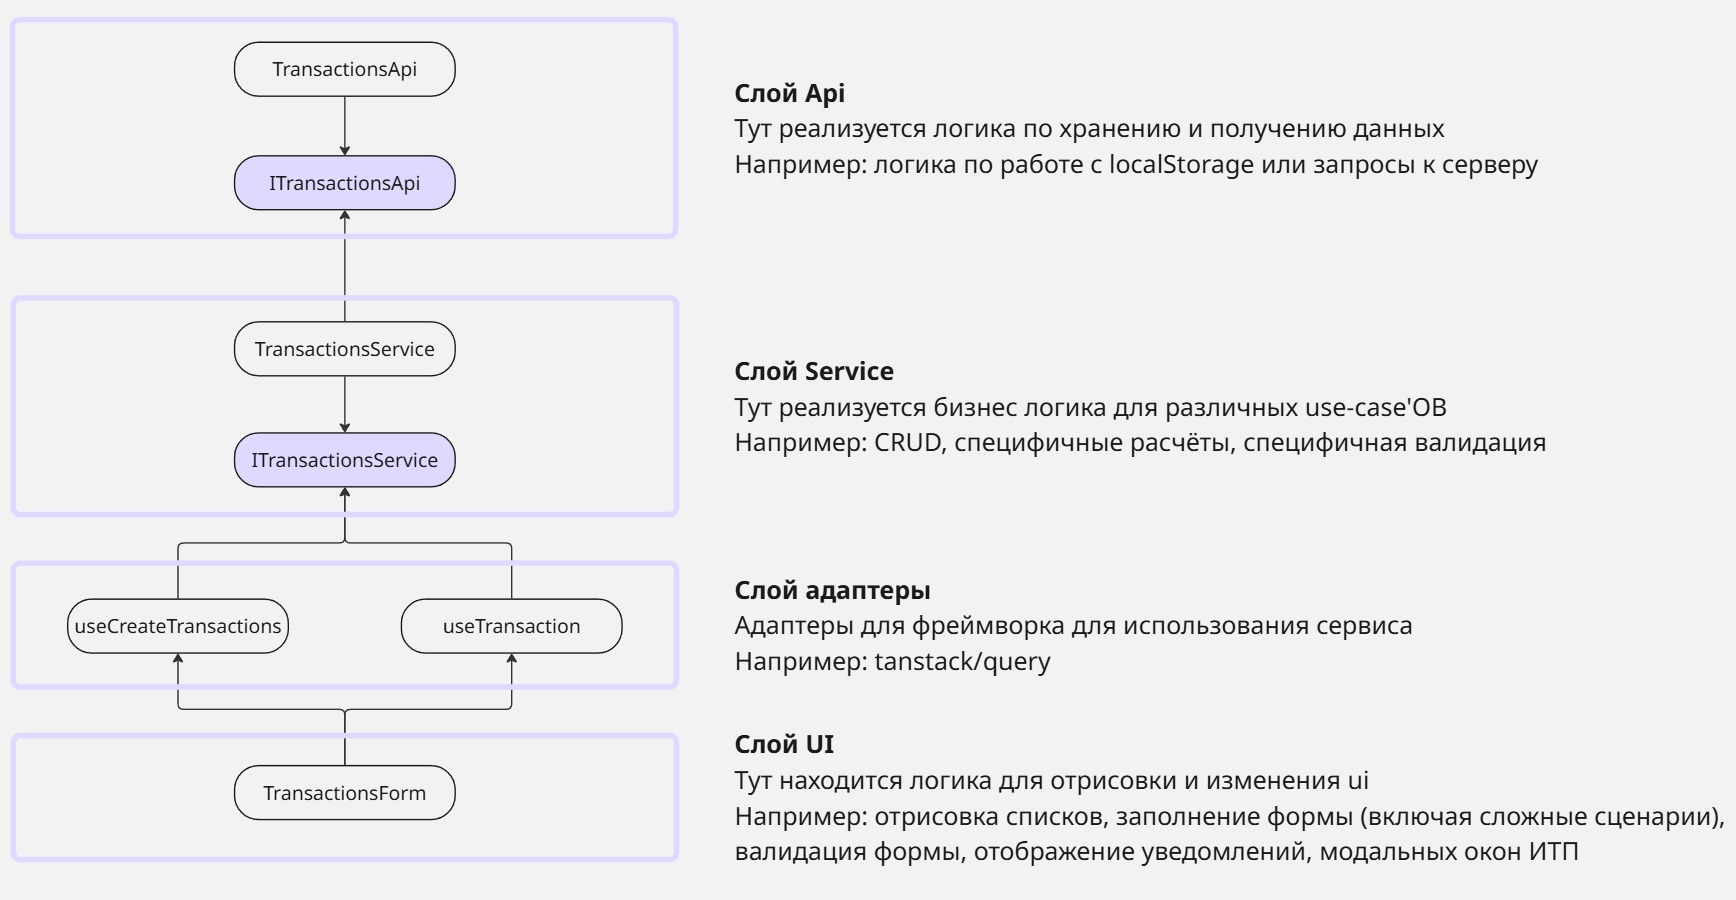 TransactionsApi
ITransactionsApi
Слой Api
Тут реализуется логика по хранению и получению данных
Например: логика по работе с localStorage или запросы к серверу
TransactionsService
ITransactionsService
Слой Service
Тут реализуется бизнес логика для различных use-case'ОВ
Например: CRUD, специфичные расчёты, специфичная валидация
useCreateTransactions
useTransaction
Слой адаптеры
Адаптеры для фреймворка для использования сервиса
Например: tanstack/query
TransactionsForm
Слой UI
Тут находится логика для отрисовки и изменения ui
Например: отрисовка списков, заполнение формы (включая сложные сценарии),
валидация формы, отображение уведомлений, модальных окон ИТП